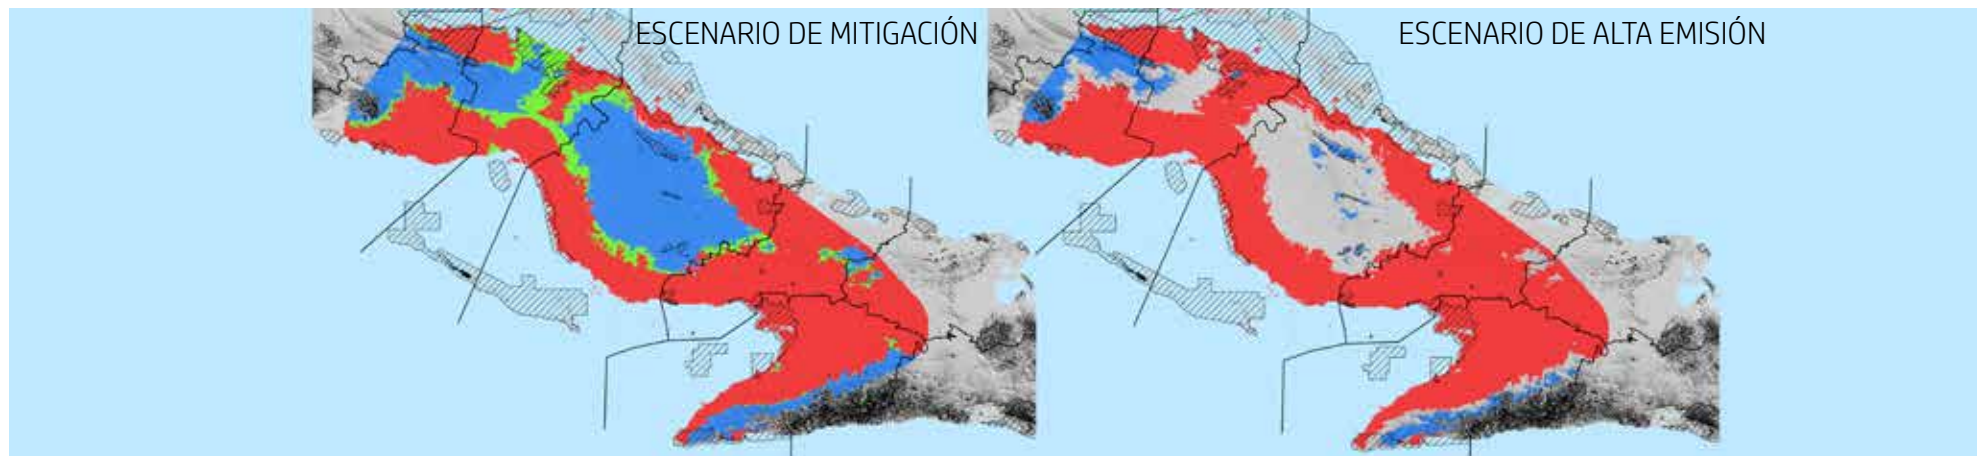 ESCENARIO DE MITIGACIÓN
ESCENARIO DE ALTA EMISIÓN